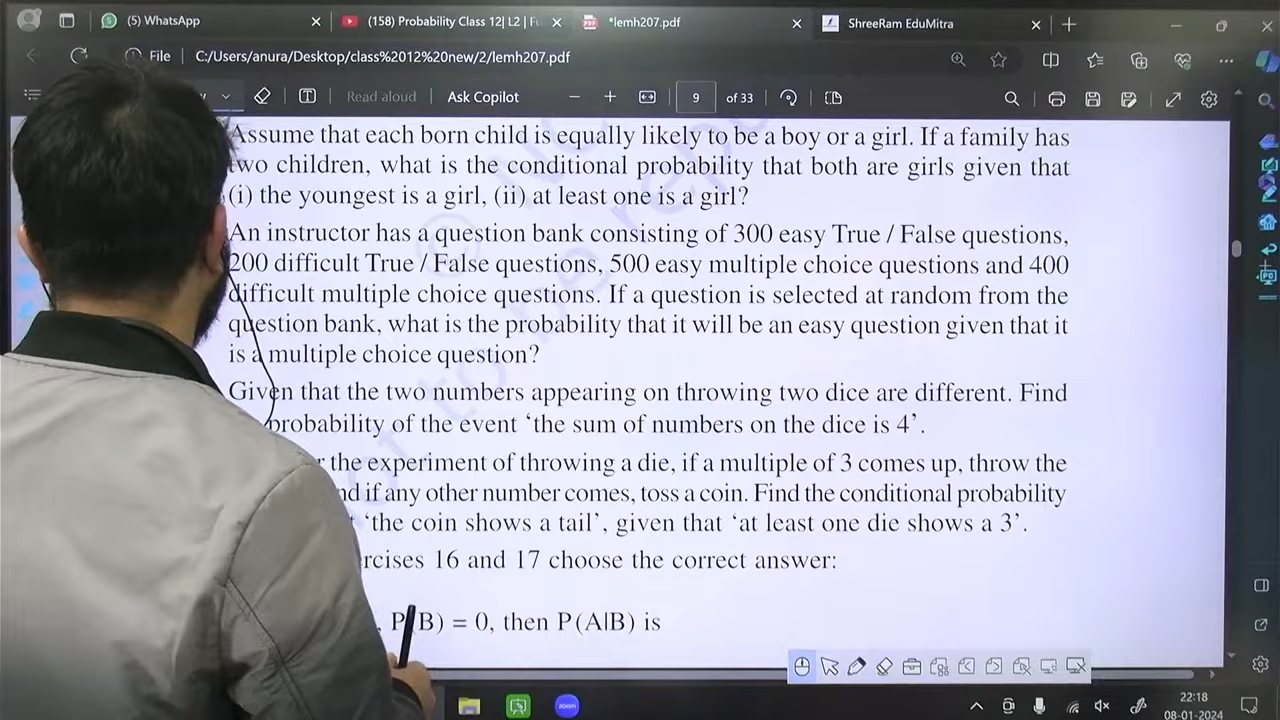 (5) WhatsApp
(158) Probability Class 12| L2 | Fu
*lemh207.pdf
ShreeRam EduMitra
File
C:/Users/anura/Desktop/class%2012%20new/2/lemh207.pdf
Read aloud
Ask Copilot
9
of 33
Assume that each born child is equally likely to be a boy or a girl. If a family has
two children, what is the conditional probability that both are girls given that
(i) the youngest is a girl, (ii) at least one is a girl?
An instructor has a question bank consisting of 300 easy True / False questions,
200 difficult True / False questions, 500 easy multiple choice questions and 400
difficult multiple choice questions. If a question is selected at random from the
question bank, what is the probability that it will be an easy question given that it
is a multiple choice question?
Given that the two numbers appearing on throwing two dice are different. Find
probability of the event ‘the sum of numbers on the dice is 4’.
the experiment of throwing a die, if a multiple of 3 comes up, throw the
if any other number comes, toss a coin. Find the conditional probability
‘the coin shows a tail’, given that ‘at least one die shows a 3’.
16 and 17 choose the correct answer:
P(B) = 0, then P(A|B) is
zoom
22:18
08-01-2024